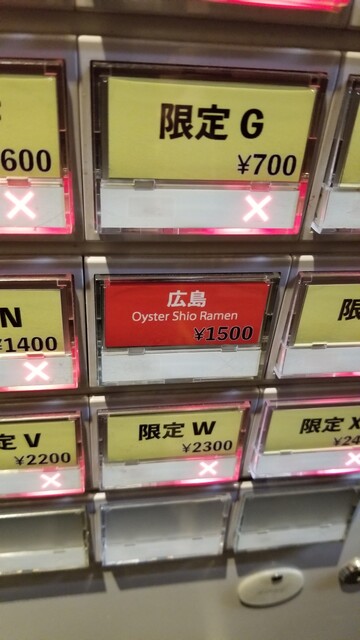 600
限定 G
¥700
N
¥1400
広島
Oyster Shio Ramen
¥1500
限
定 V
¥2200
限定 W
¥2300
限定 X